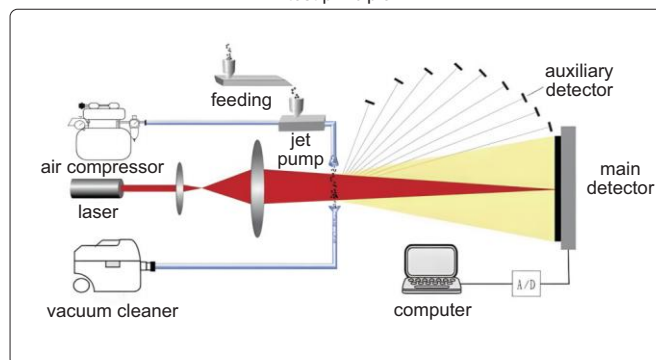 feeding
auxiliary
detector
jet
pump
air compressor
main
detector
laser
A/D
vacuum cleaner
computer